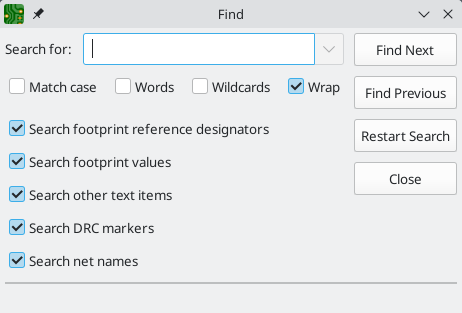 Find
Search for:
Find Next
Match case Words Wildcards Wrap
Find Previous
Search footprint reference designators
Restart Search
Search footprint values
Close
Search other text items
Search DRC markers
Search net names